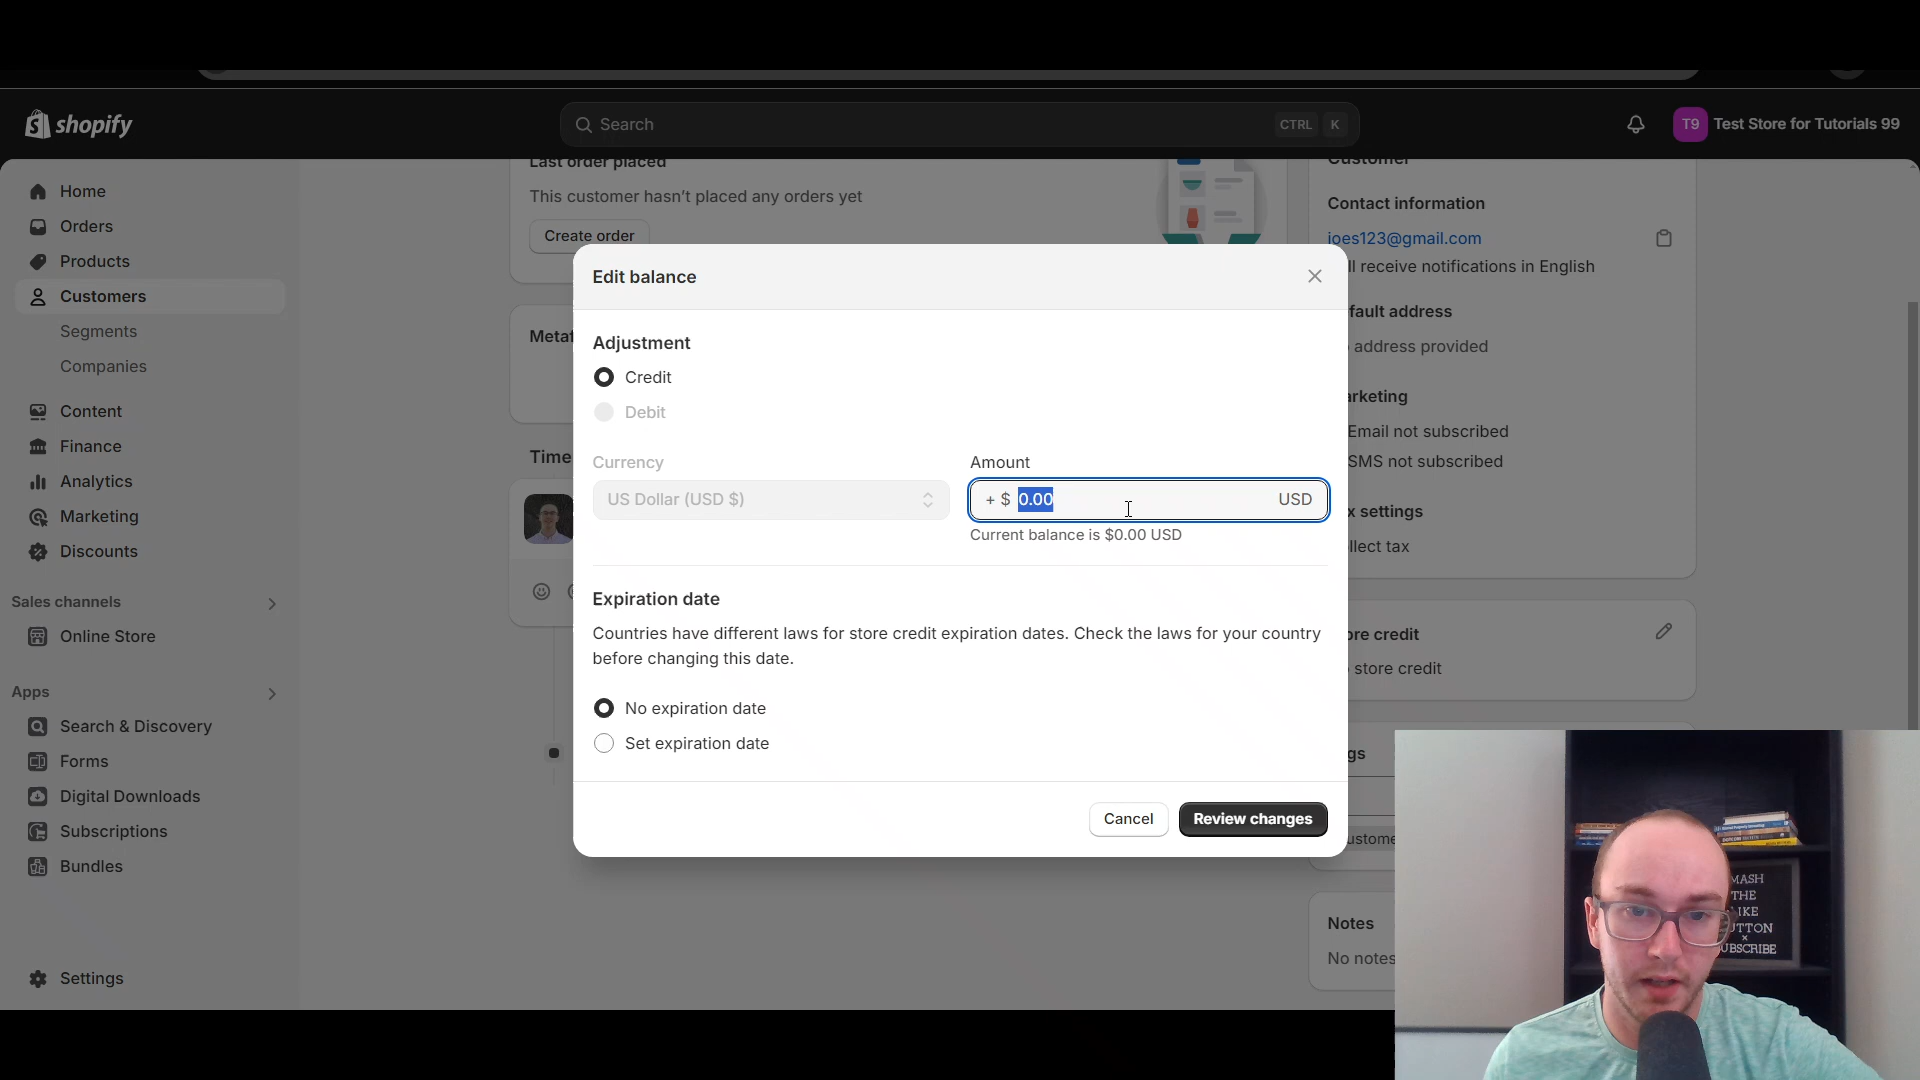 shopify
Search
CTRL K
T9 Test Store for Tutorials 99
Home
Orders
Products
Customers
Segments
Companies
Content
Finance
Analytics
Marketing
Discounts
Sales channels
Online Store
Apps
Search & Discovery
Forms
Digital Downloads
Subscriptions
Bundles
Settings
Last order placed
This customer hasn't placed any orders yet
Create order
Metaf
Time
Edit balance
Adjustment
Credit
Debit
Currency
US Dollar (USD $)
Amount
+ $ 0.00 USD
Current balance is $0.00 USD
Expiration date
Countries have different laws for store credit expiration dates. Check the laws for your country
before changing this date.
No expiration date
Set expiration date
Cancel
Review changes
Customer
Contact information
joes123@gmail.com
ll receive notifications in English
fault address
address provided
arketing
Email not subscribed
SMS not subscribed
x settings
llect tax
ore credit
store credit
gs
ustome
Notes
No notes
MASH
THE
IKE
UTTON
×
UBSCRIBE